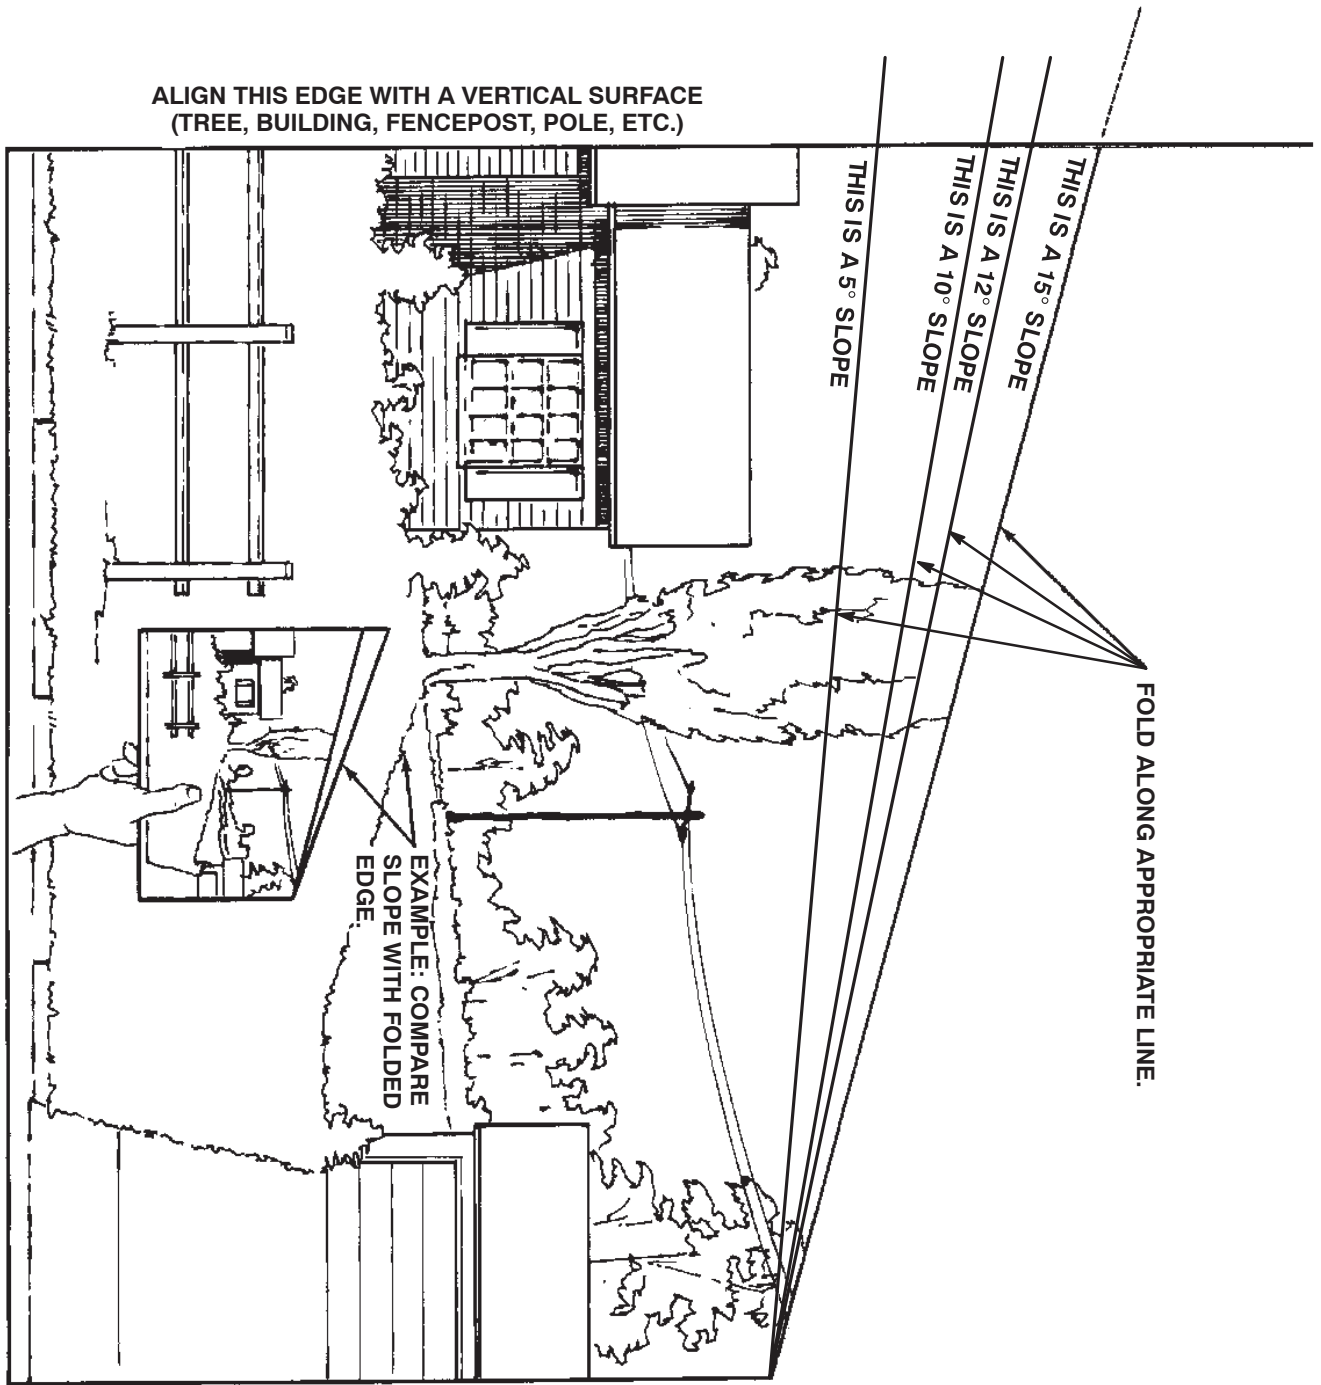 ALIGN THIS EDGE WITH A VERTICAL SURFACE
(TREE, BUILDING, FENCEPOST, POLE, ETC.)
THIS IS A 5° SLOPE
THIS IS A 10° SLOPE
THIS IS A 12° SLOPE
THIS IS A 15° SLOPE
FOLD ALONG APPROPRIATE LINE.
EXAMPLE: COMPARE
SLOPE WITH FOLDED
EDGE.